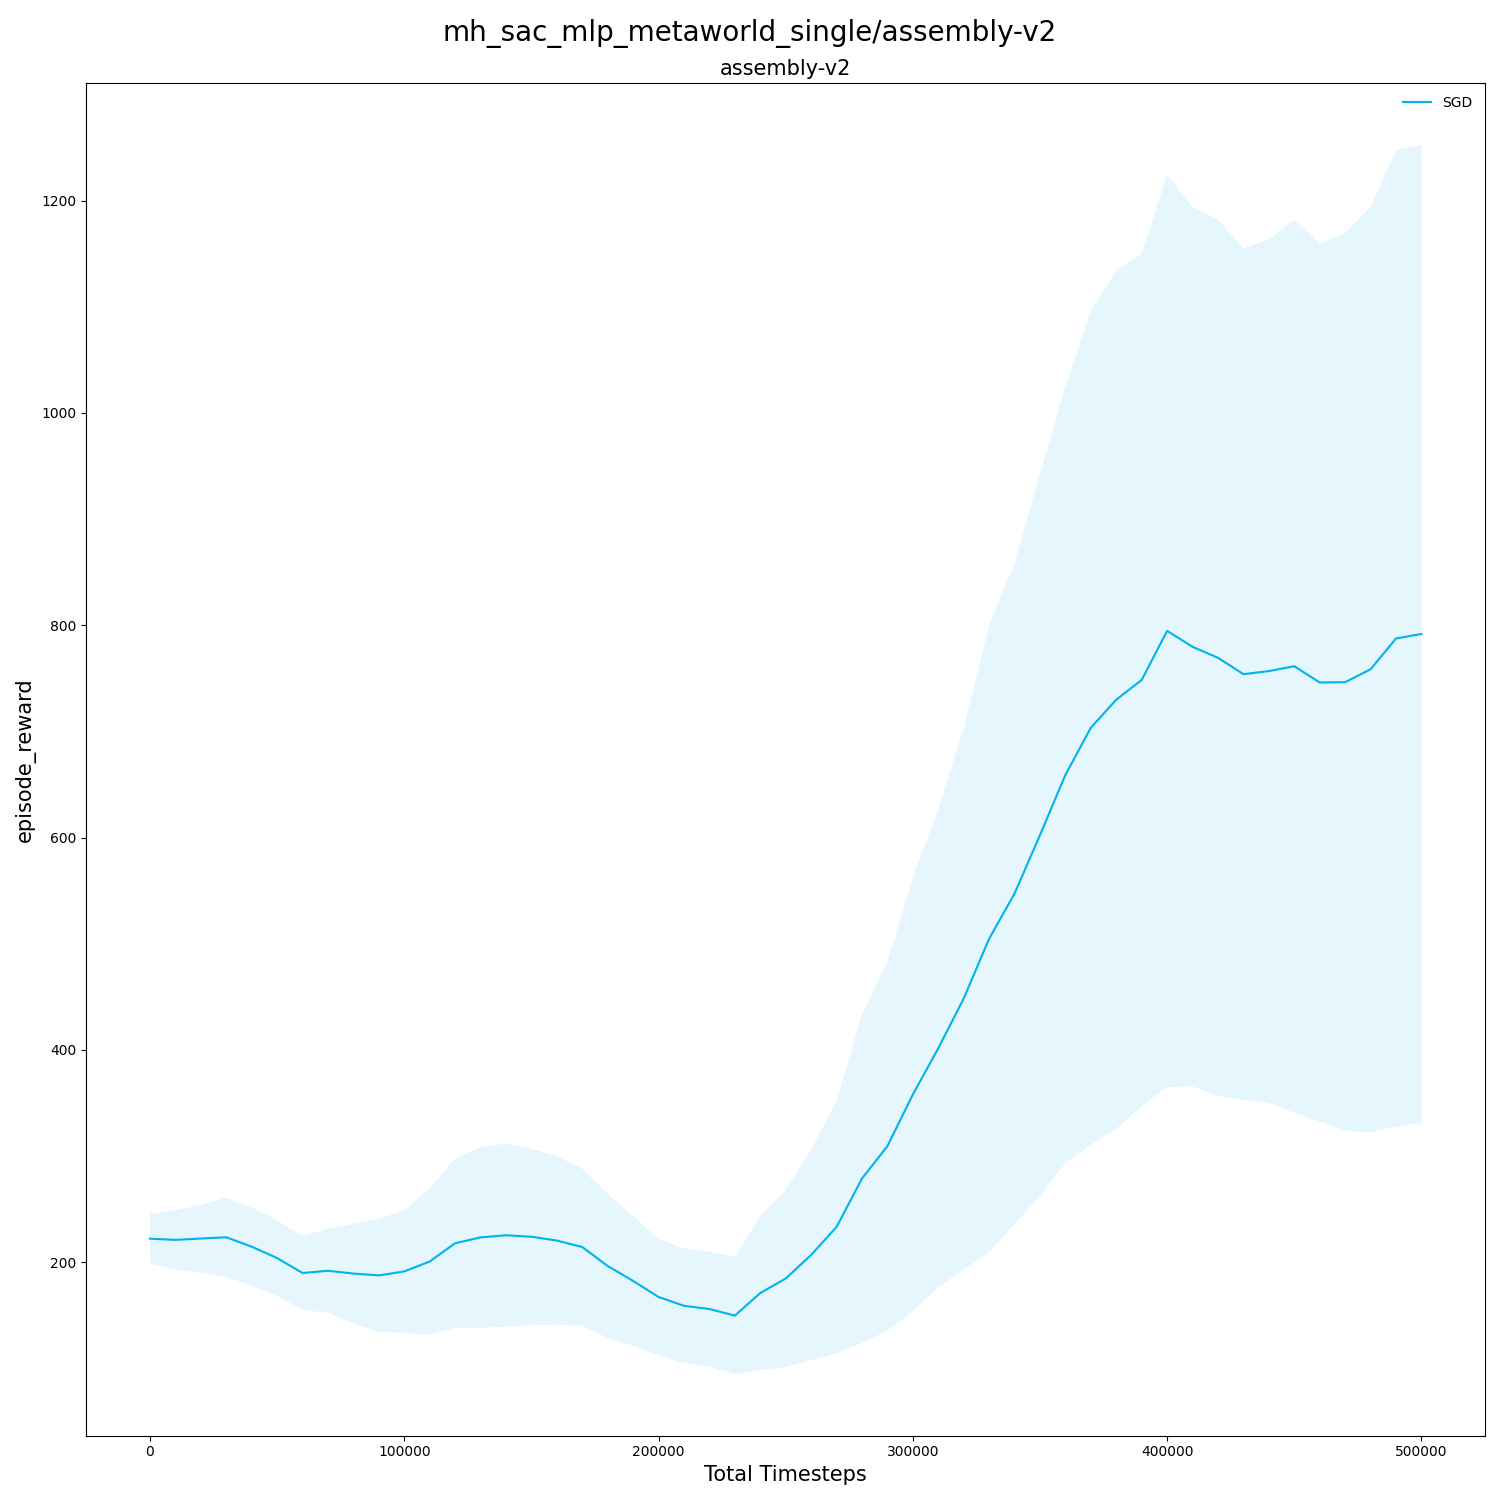 mh_sac_mlp_metaworld_single/assembly-v2
assembly-v2
SGD
episode_reward
1200
1000
800
600
400
200
0 100000 200000 300000 400000 500000
Total Timesteps